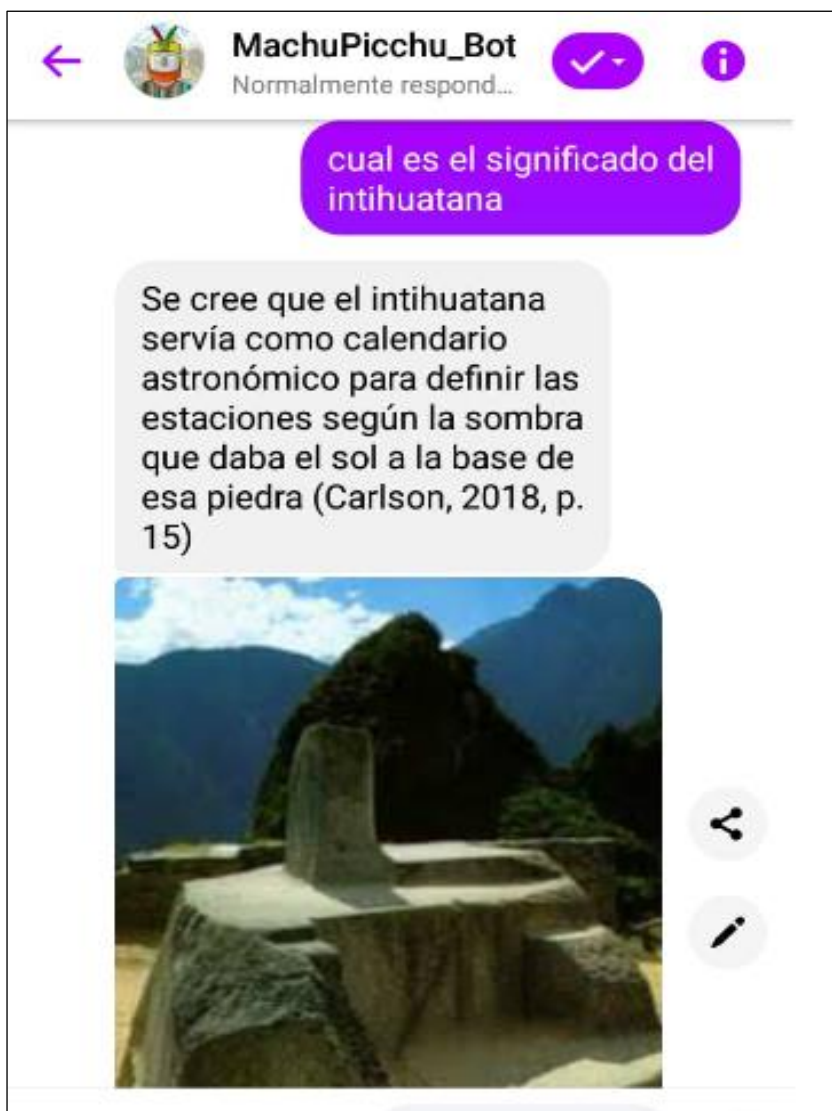 MachuPicchu_Bot
Normalmente respond...
cual es el significado del
intihuatana
Se cree que el intihuatana
servía como calendario
astronómico para definir las
estaciones según la sombra
que daba el sol a la base de
esa piedra (Carlson, 2018, p.
15)